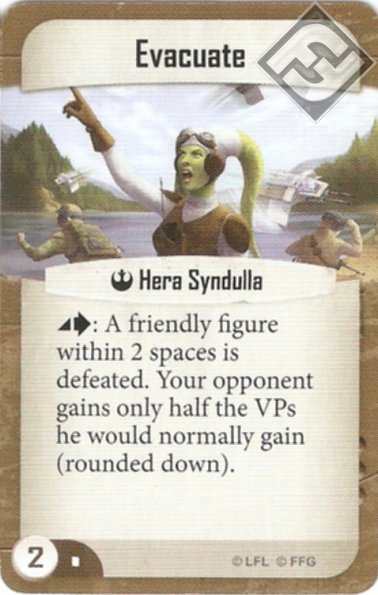 Evacuate
Hera Syndulla
: A friendly figure
within 2 spaces is
defeated. Your opponent
gains only half the VPs
he would normally gain
(rounded down).
2
©LFL ©FFG